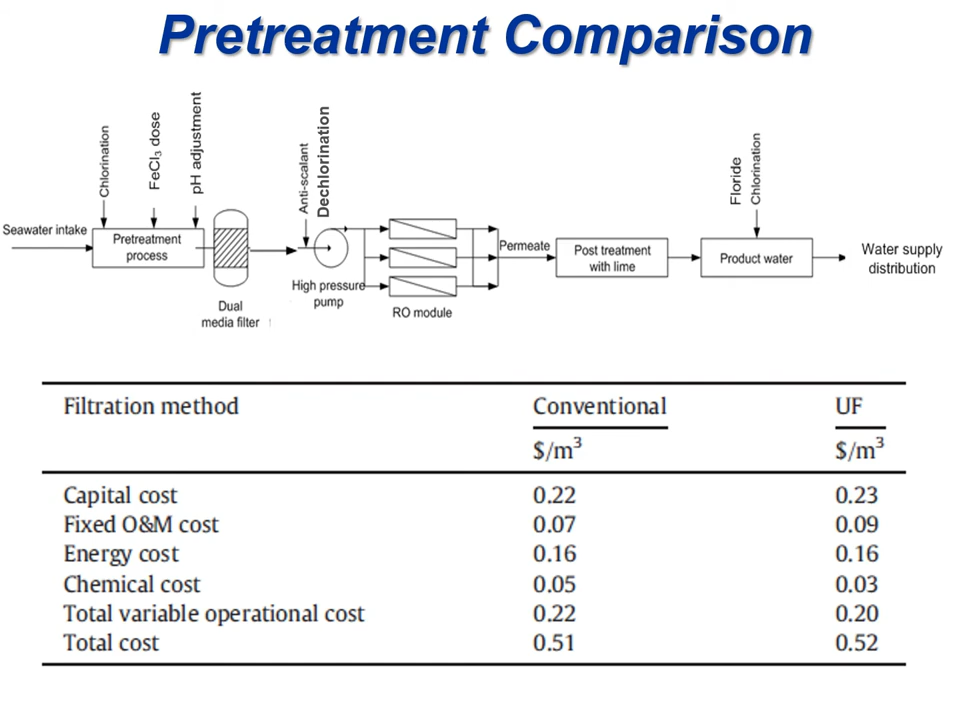 Pretreatment Comparison
Chlorination
FeCl₃ dose
pH adjustment
Anti-scalant
Dechlorination
Floride
Chlorination
Seawater intake
Pretreatment
process
Dual
media filter
High pressure
pump
RO module
Permeate
Post treatment
with lime
Product water
Water supply
distribution
Filtration method Conventional UF
$/m³ $/m³
Capital cost 0.22 0.23
Fixed O&M cost 0.07 0.09
Energy cost 0.16 0.16
Chemical cost 0.05 0.03
Total variable operational cost 0.22 0.20
Total cost 0.51 0.52